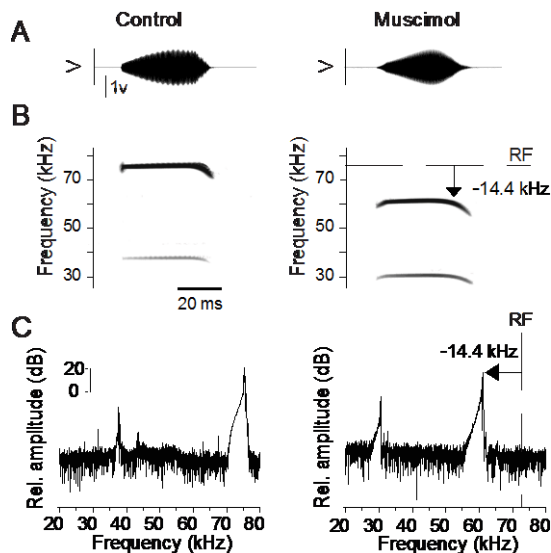 Control Muscimol
A
V V
1v
B
Frequency (kHz)
70
50
30
20 ms
Frequency (kHz)
70
50
30
RF
-14.4 kHz
C
Rel. amplitude (dB)
20
0
20 30 40 50 60 70 80
Frequency (kHz)
Rel. amplitude (dB)
RF
-14.4 kHz
20 30 40 50 60 70 80
Frequency (kHz)